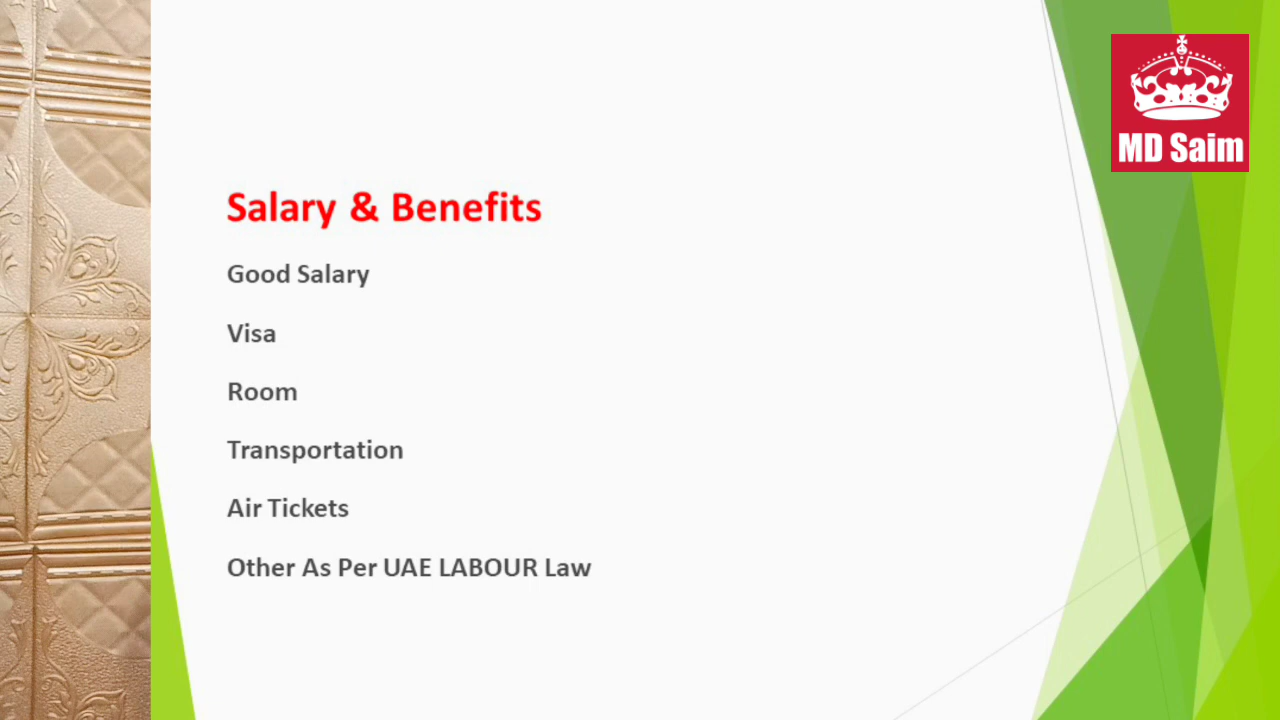 MD Saim
Salary & Benefits
Good Salary
Visa
Room
Transportation
Air Tickets
Other As Per UAE LABOUR Law